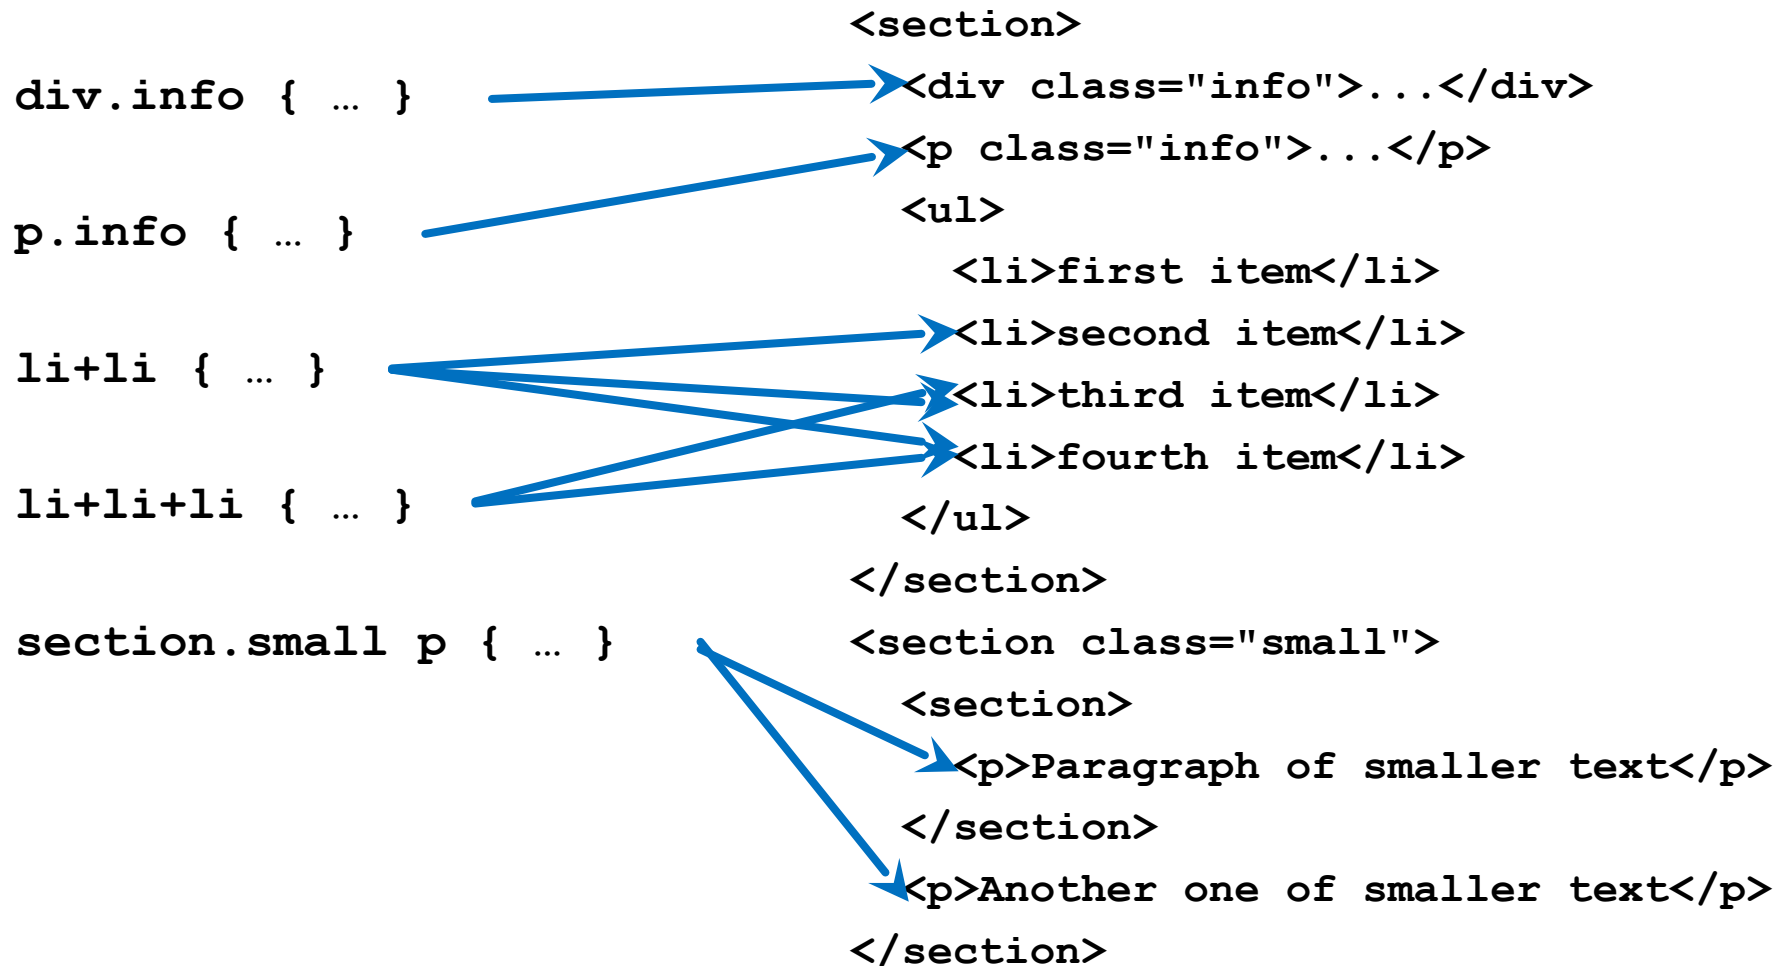 div.info { … }
p.info { … }
li+li { … }
li+li+li { … }
section.small p { … }
<section>
<div class="info">...</div>
<p class="info">...</p>
<ul>
<li>first item</li>
<li>second item</li>
<li>third item</li>
<li>fourth item</li>
</ul>
</section>
<section class="small">
<section>
<p>Paragraph of smaller text</p>
</section>
<p>Another one of smaller text</p>
</section>